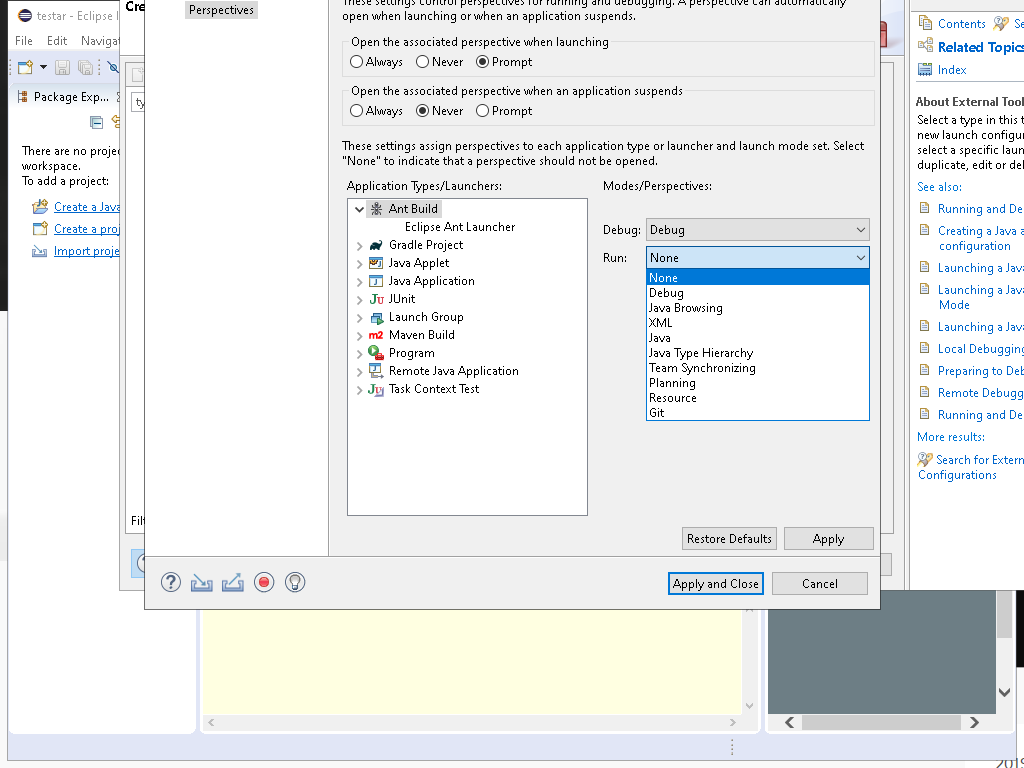 testar - Eclipse
File Edit Navigat
Package Exp...
There are no proje
workspace.
To add a project:
Create a Java
Create a proj
Import proje
Cre
ty
Filt
Perspectives
These settings control perspectives for running and debugging. A perspective can automatically
open when launching or when an application suspends.
Open the associated perspective when launching
Always Never Prompt
Open the associated perspective when an application suspends
Always Never Prompt
These settings assign perspectives to each application type or launcher and launch mode set. Select
"None" to indicate that a perspective should not be opened.
Application Types/Launchers:
Ant Build
Eclipse Ant Launcher
Gradle Project
Java Applet
Java Application
JUnit
Launch Group
Maven Build
Program
Remote Java Application
Task Context Test
Modes/Perspectives:
Debug: Debug
Run: None
None
Debug
Java Browsing
XML
Java
Java Type Hierarchy
Team Synchronizing
Planning
Resource
Git
Restore Defaults Apply
Apply and Close Cancel
Contents Se
Related Topics
Index
About External Tool
Select a type in this t
new launch configur
select a specific laun
duplicate, edit or del
See also:
Running and De
Creating a Java a
configuration
Launching a Java
Launching a Java
Mode
Launching a Java
Local Debugging
Preparing to Deb
Remote Debugg
Running and De
More results:
Search for Extern
Configurations
2019